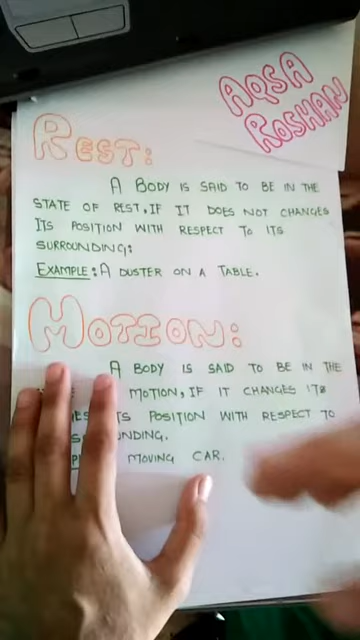 AQSA
ROSHAN
REST:
A BODY IS SAID TO BE IN THE
STATE OF REST, IF IT DOES NOT CHANGES
ITS POSITION WITH RESPECT TO ITS
SURROUNDING:
EXAMPLE: A DUSTER ON A TABLE.
MOTION:
A BODY IS SAID TO BE IN THE
MOTION, IF IT CHANGES ITS
ITS POSITION WITH RESPECT TO
UNDING.
MOVING CAR.